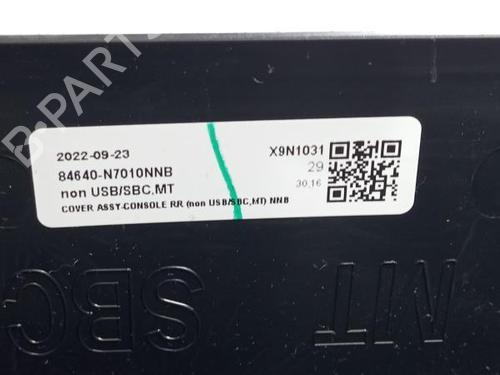 B-PARTS
2022-09-23
X9N1031
84640-N7010NNB
29
non USB/SBC,MT
30,16
COVER ASSY-CONSOLE RR (non USB/SBC,MT) NNB
SBC
MT